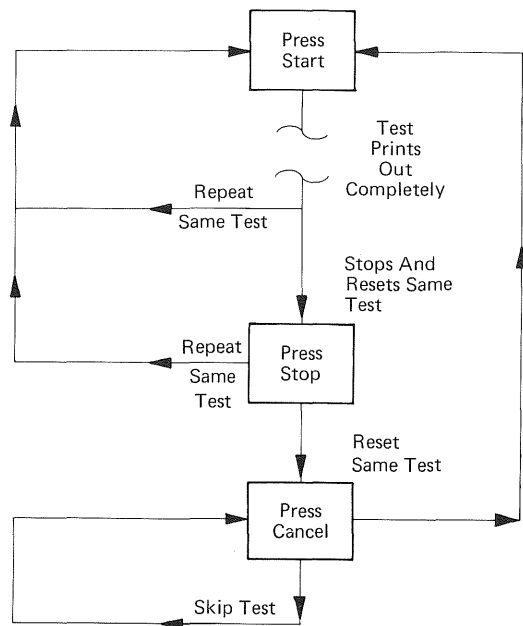 Press
Start
Test
Prints
Out
Completely
Repeat
Same Test
Stops And
Resets Same
Test
Press
Stop
Repeat
Same
Test
Reset
Same Test
Press
Cancel
Skip Test